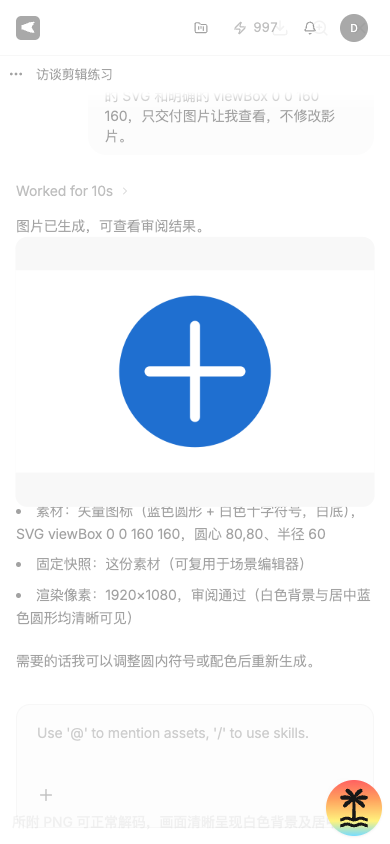 997
D
访谈剪辑练习
的 SVG 和明确的 viewBox 0 0 160
160，只交付图片让我查看，不修改影
片。
Worked for 10s
图片已生成，可查看审阅结果。
• 素材：矢量图标（蓝色圆形 + 白色十字符号，白底），
SVG viewBox 0 0 160 160，圆心 80,80、半径 60
• 固定快照：这份素材（可复用于场景编辑器）
• 渲染像素：1920×1080，审阅通过（白色背景与居中蓝
色圆形均清晰可见）
需要的话我可以调整圆内符号或配色后重新生成。
Use '@' to mention assets, '/' to use skills.
所附 PNG 可正常解码，画面清晰呈现白色背景及居